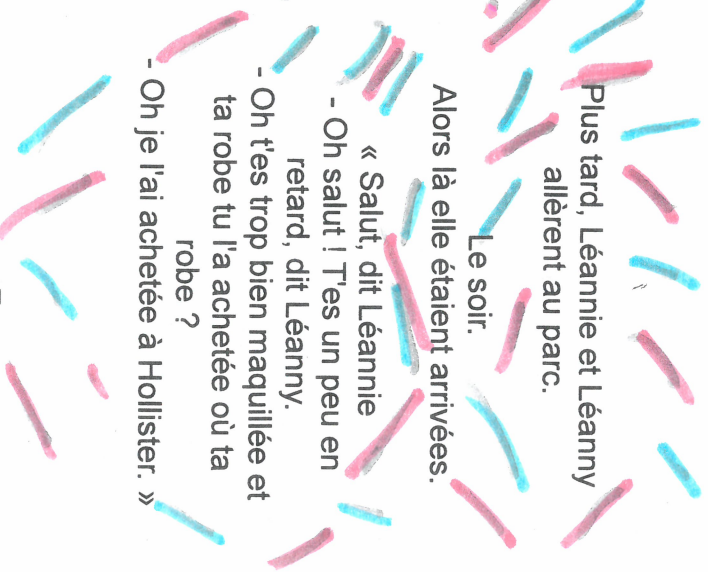 Plus tard, Léannie et Léanny
allèrent au parc.
Le soir.
Alors là elle étaient arrivées.
« Salut, dit Léannie
- Oh salut ! T'es un peu en
retard, dit Léanny.
- Oh t'es trop bien maquillée et
ta robe tu l'a achetée où ta
robe ?
- Oh je l'ai achetée à Hollister. »